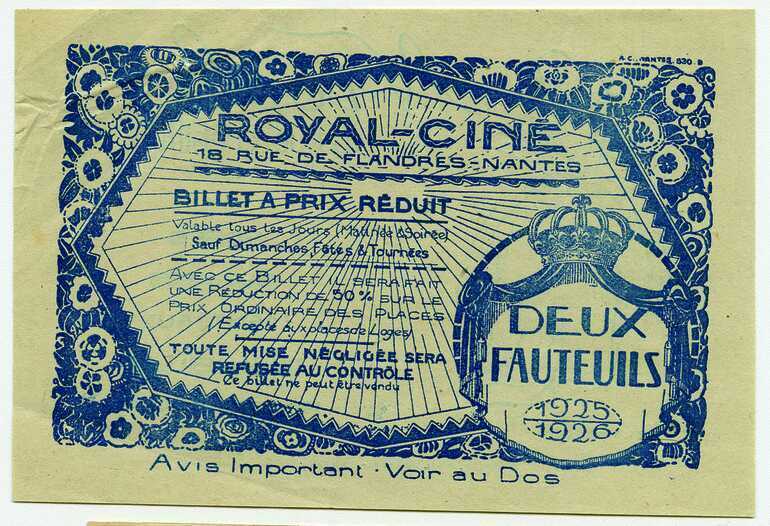 A.C., NANTES. 530.B
ROYAL-CINÉ
18 RUE DE FLANDRES-NANTES
BILLET A PRIX RÉDUIT
Valable tous les Jours (Matinée & Soirée)
Sauf Dimanches, Fêtes & Tournées
AVEC CE BILLET IL SERA FAIT
UNE RÉDUCTION DE 50% SUR LE
PRIX ORDINAIRE DES PLACES
(Excepté aux places de Loges)
TOUTE MISE NÉGLIGÉE SERA
REFUSÉE AU CONTRÔLE
Ce billet ne peut être vendu
DEUX
FAUTEUILS
1925
1926
Avis Important · Voir au Dos